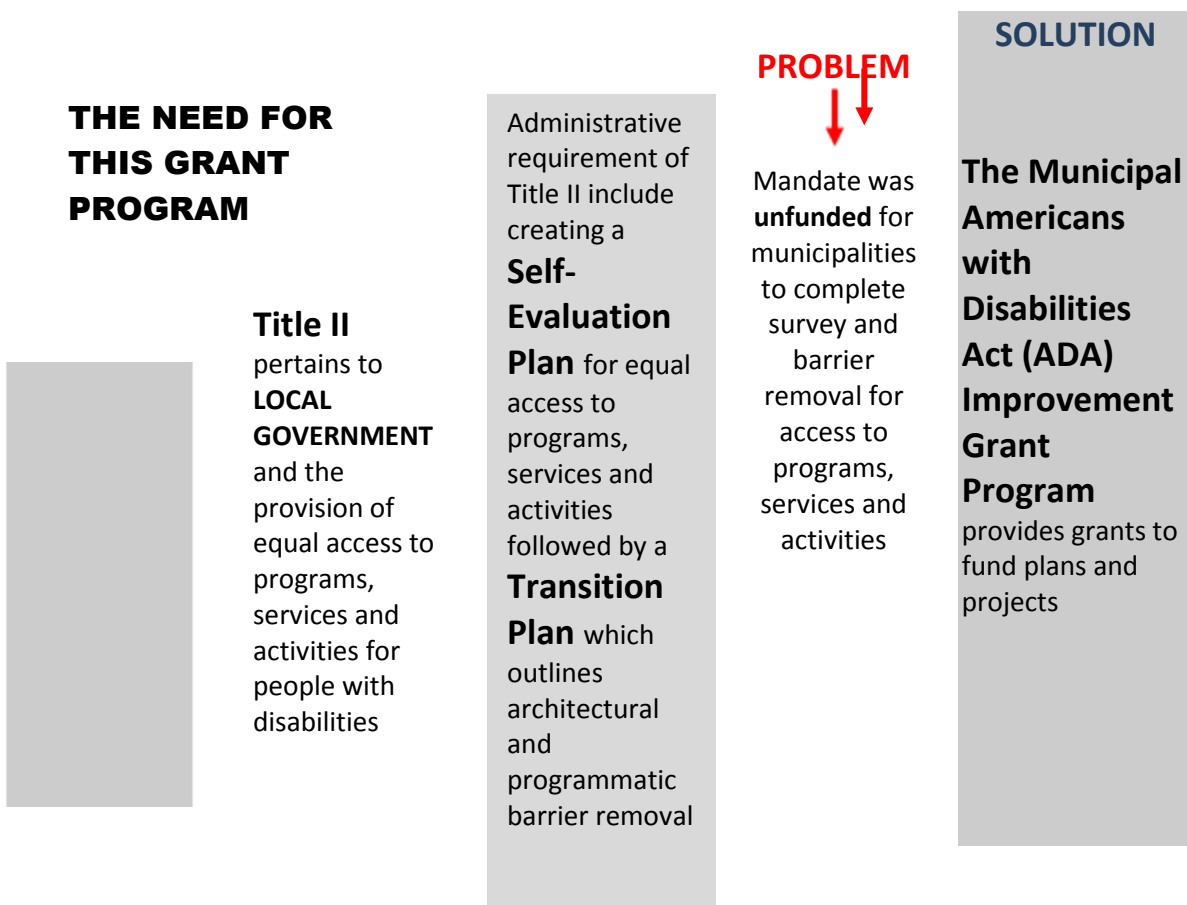 THE NEED FOR
THIS GRANT
PROGRAM
Title II
pertains to
LOCAL
GOVERNMENT
and the
provision of
equal access to
programs,
services and
activities for
people with
disabilities
Administrative
requirement of
Title II include
creating a
Self-
Evaluation
Plan for equal
access to
programs,
services and
activities
followed by a
Transition
Plan which
outlines
architectural
and
programmatic
barrier removal
PROBLEM
Mandate was
unfunded for
municipalities
to complete
survey and
barrier
removal for
access to
programs,
services and
activities
SOLUTION
The Municipal
Americans
with
Disabilities
Act (ADA)
Improvement
Grant
Program
provides grants to
fund plans and
projects